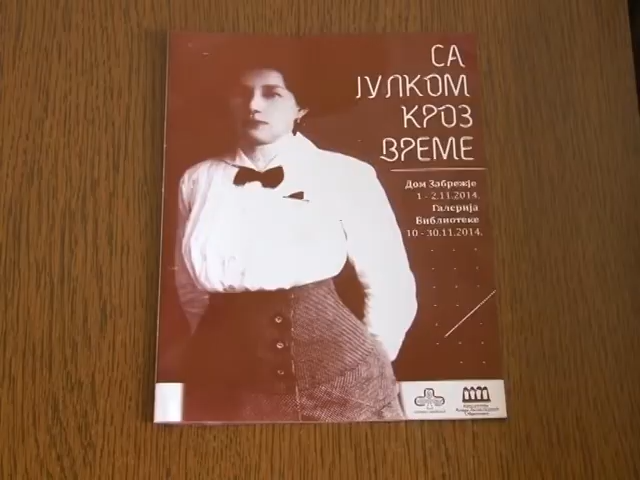 СА
ЈУЛКОМ
КРОЗ
ВРЕМЕ
Дом Забрежје
1 - 2.11.2014.
Галерија
Библиотеке
10 - 30.11.2014.